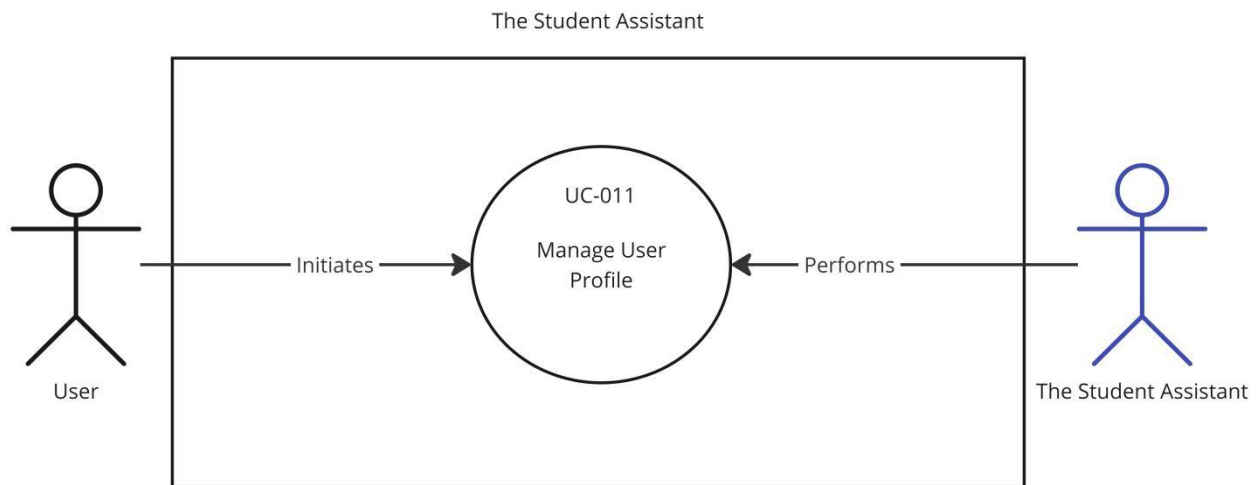 The Student Assistant
UC-011
Manage User
Profile
Initiates
Performs
User
The Student Assistant